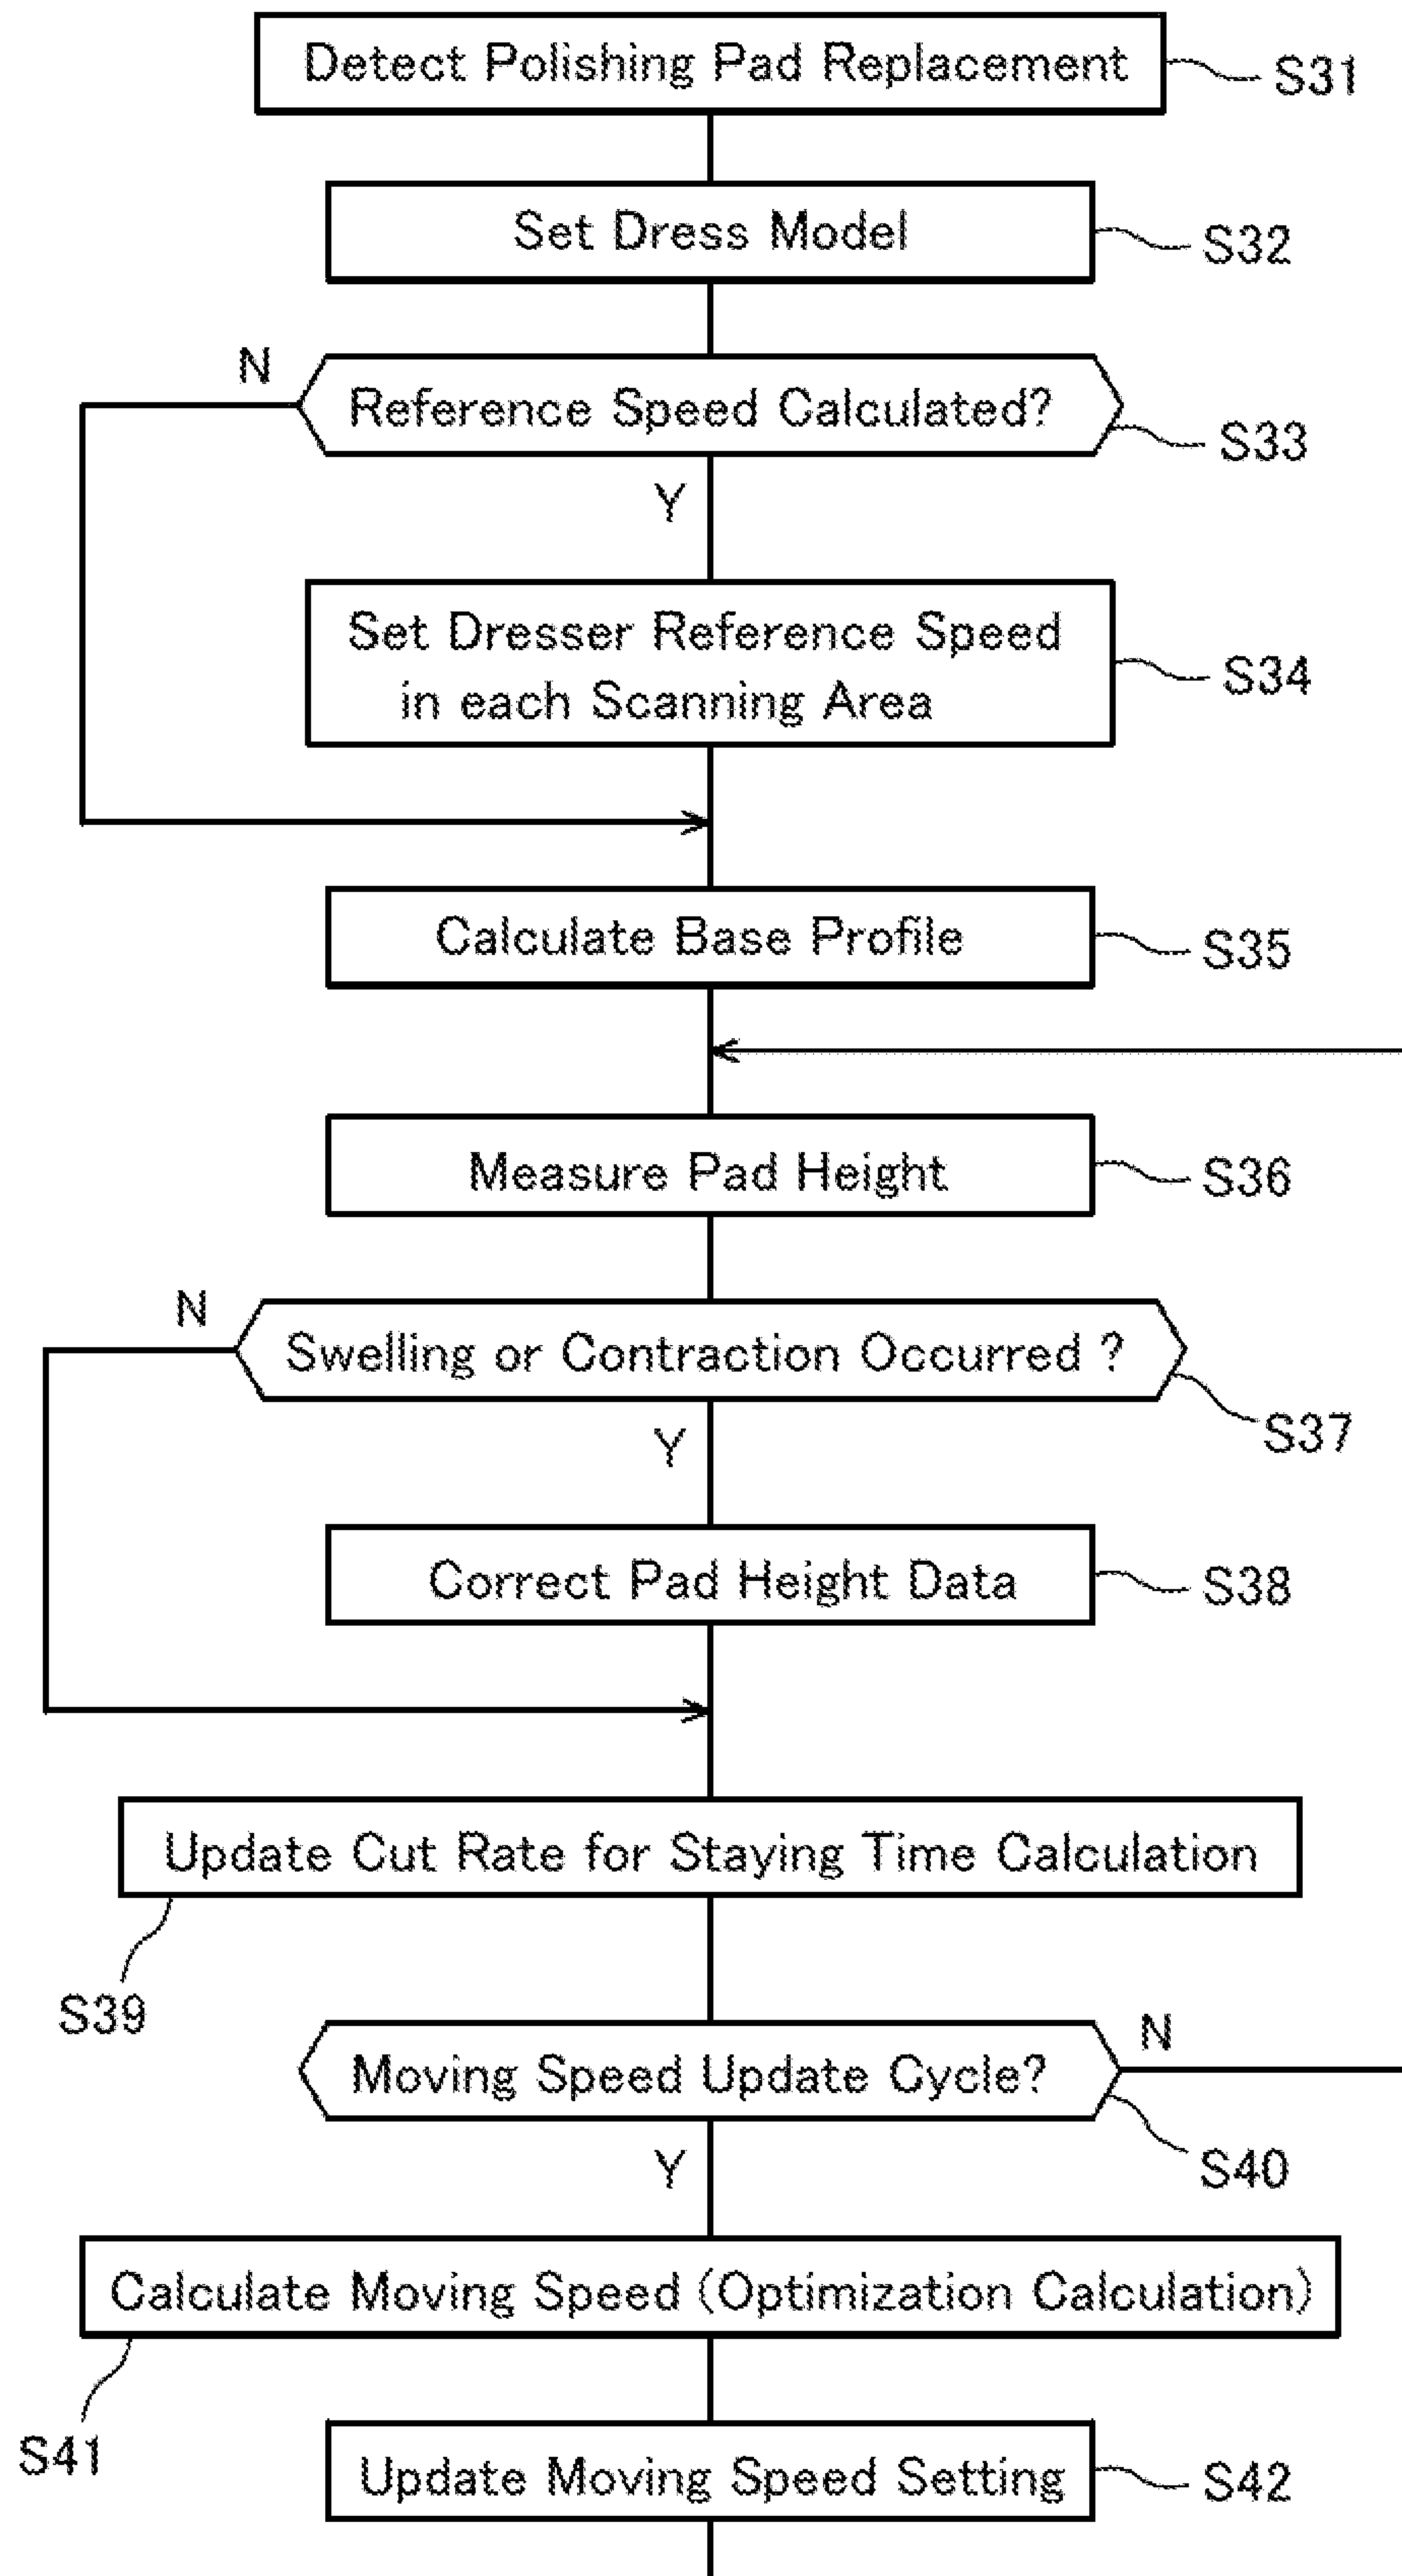 Detect Polishing Pad Replacement
S31
Set Dress Model
S32
N
Reference Speed Calculated?
S33
Y
Set Dresser Reference Speed
in each Scanning Area
S34
Calculate Base Profile
S35
Measure Pad Height
S36
N
Swelling or Contraction Occurred ?
S37
Y
Correct Pad Height Data
S38
Update Cut Rate for Staying Time Calculation
S39
N
Moving Speed Update Cycle?
S40
Y
Calculate Moving Speed (Optimization Calculation)
S41
Update Moving Speed Setting
S42